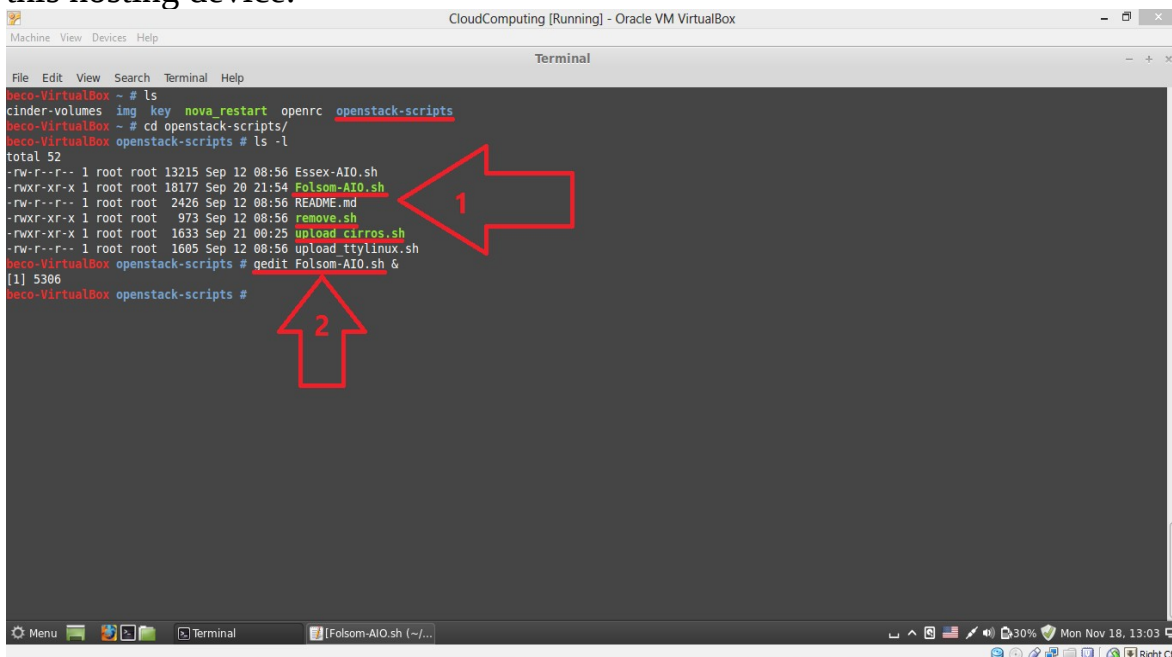 this hosting device.
CloudComputing [Running] - Oracle VM VirtualBox
Machine View Devices Help
Terminal
File Edit View Search Terminal Help
beco-VirtualBox ~ # ls
cinder-volumes img key nova_restart openrc openstack-scripts
beco-VirtualBox ~ # cd openstack-scripts/
beco-VirtualBox openstack-scripts # ls -l
total 52
-rw-r--r-- 1 root root 13215 Sep 12 08:56 Essex-AIO.sh
-rwxr-xr-x 1 root root 18177 Sep 20 21:54 Folsom-AIO.sh
-rw-r--r-- 1 root root 2426 Sep 12 08:56 README.md
-rwxr-xr-x 1 root root 973 Sep 12 08:56 remove.sh
-rwxr-xr-x 1 root root 1633 Sep 21 00:25 upload_cirros.sh
-rw-r--r-- 1 root root 1605 Sep 12 08:56 upload_ttylinux.sh
1
beco-VirtualBox openstack-scripts # gedit Folsom-AIO.sh &
[1] 5306
beco-VirtualBox openstack-scripts #
2
Menu Terminal [Folsom-AIO.sh (~/... 30% Mon Nov 18, 13:03
Right C